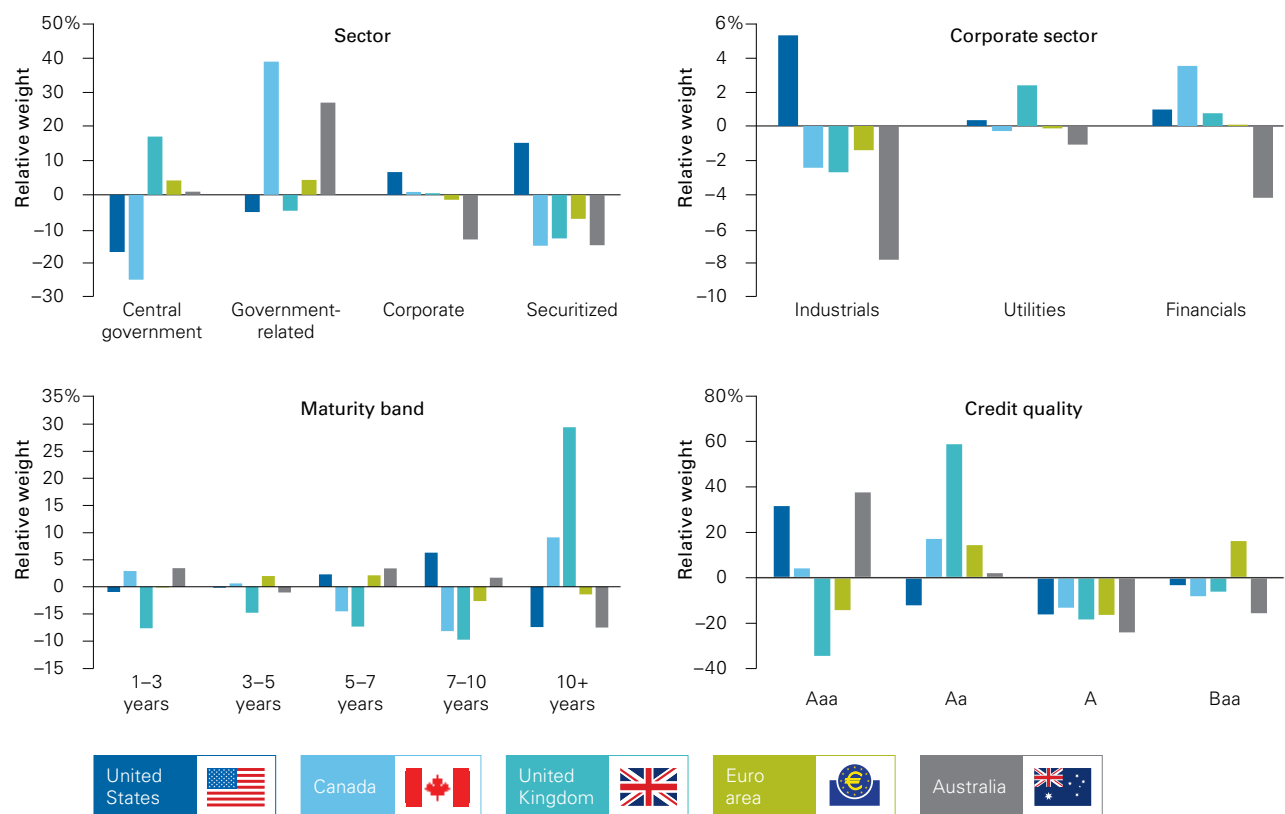 Sector
Relative weight
50%
40
30
20
10
0
–10
–20
–30
Central
government
Government-
related
Corporate
Securitized
Corporate sector
Relative weight
6%
4
2
0
–2
–4
–6
–8
–10
Industrials
Utilities
Financials
Maturity band
Relative weight
35%
30
25
20
15
10
5
0
–5
–10
–15
1–3
years
3–5
years
5–7
years
7–10
years
10+
years
Credit quality
Relative weight
80%
60
40
20
0
–20
–40
Aaa
Aa
A
Baa
United
States
Canada
United
Kingdom
Euro
area
€
Australia